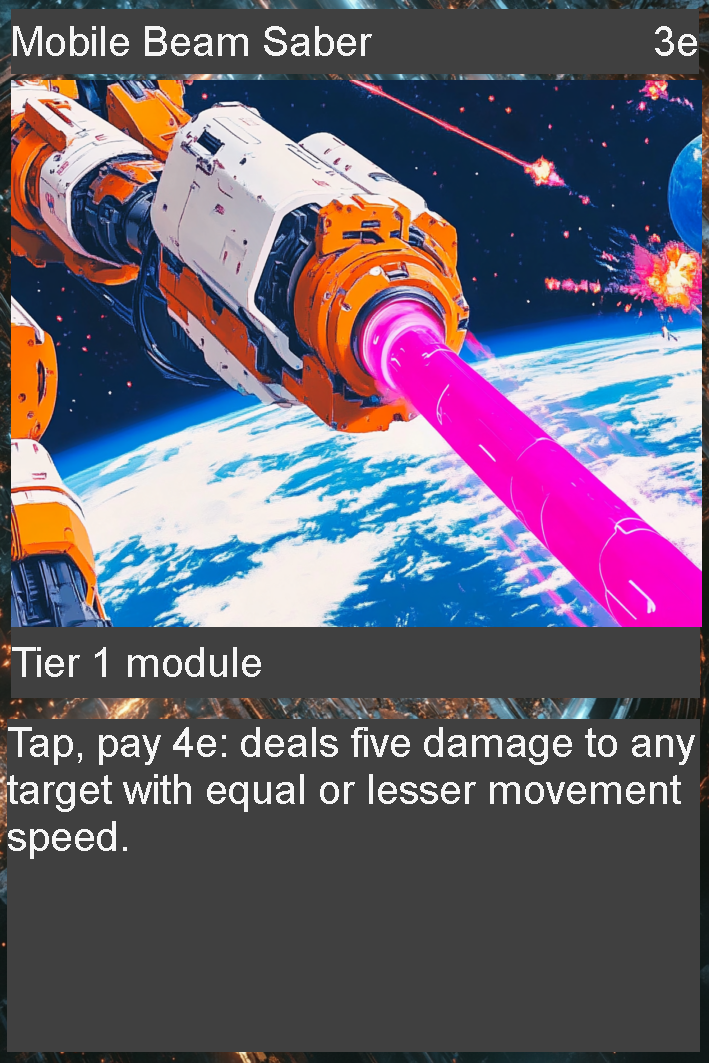 Mobile Beam Saber 3e
Tier 1 module
Tap, pay 4e: deals five damage to any
target with equal or lesser movement
speed.